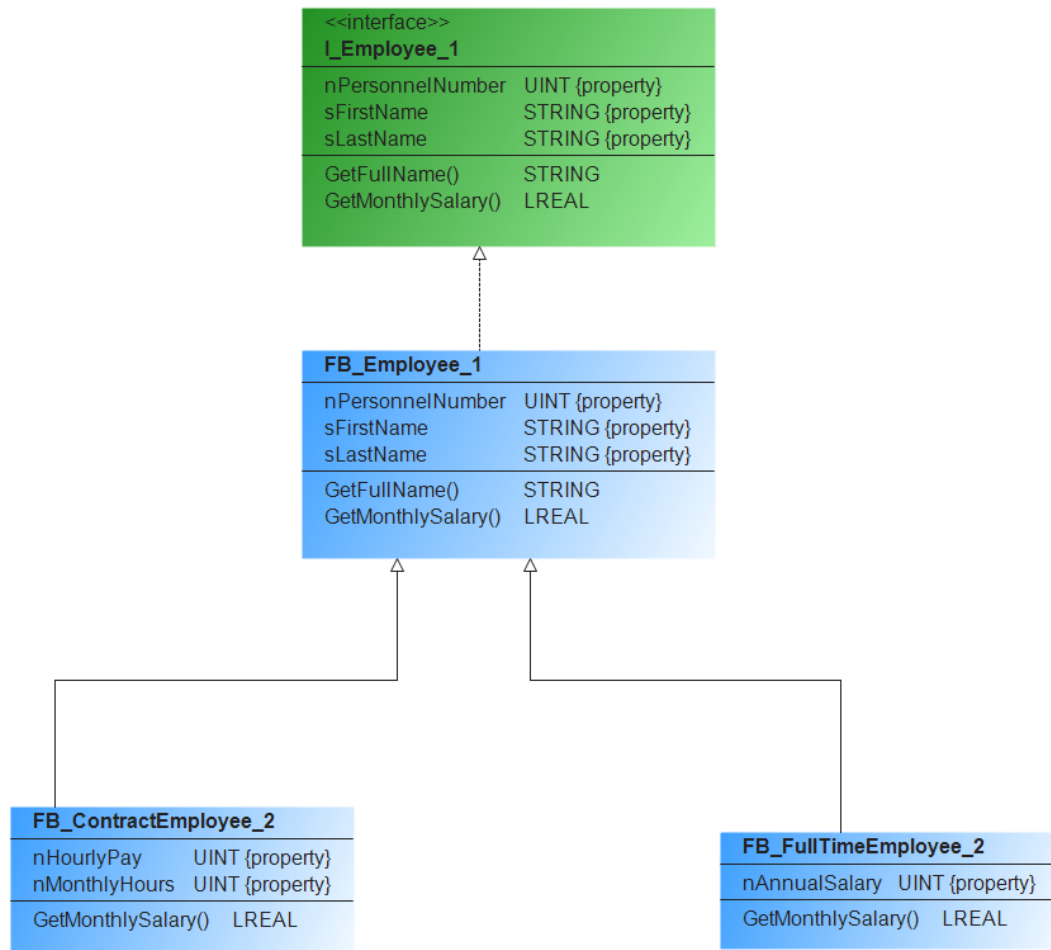 <<interface>>
I_Employee_1
nPersonnelNumber UINT {property}
sFirstName STRING {property}
sLastName STRING {property}
GetFullName() STRING
GetMonthlySalary() LREAL
FB_Employee_1
nPersonnelNumber UINT {property}
sFirstName STRING {property}
sLastName STRING {property}
GetFullName() STRING
GetMonthlySalary() LREAL
FB_ContractEmployee_2
nHourlyPay UINT {property}
nMonthlyHours UINT {property}
GetMonthlySalary() LREAL
FB_FullTimeEmployee_2
nAnnualSalary UINT {property}
GetMonthlySalary() LREAL